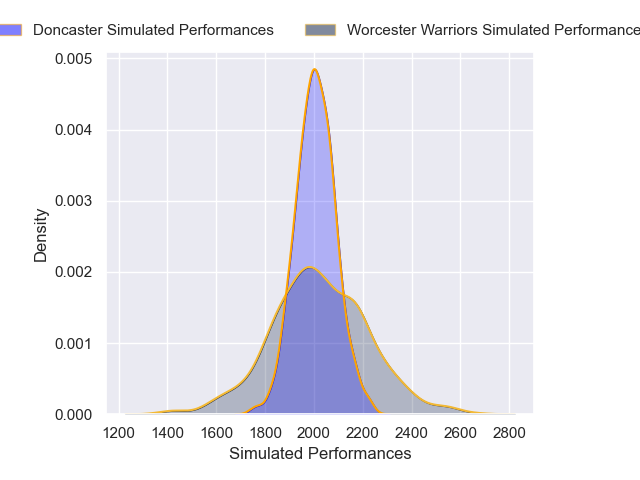 Doncaster Simulated Performances
Worcester Warriors Simulated Performance
0.005
0.004
0.003
0.002
0.001
0.000
Density
1200 1400 1600 1800 2000 2200 2400 2600 2800
Simulated Performances